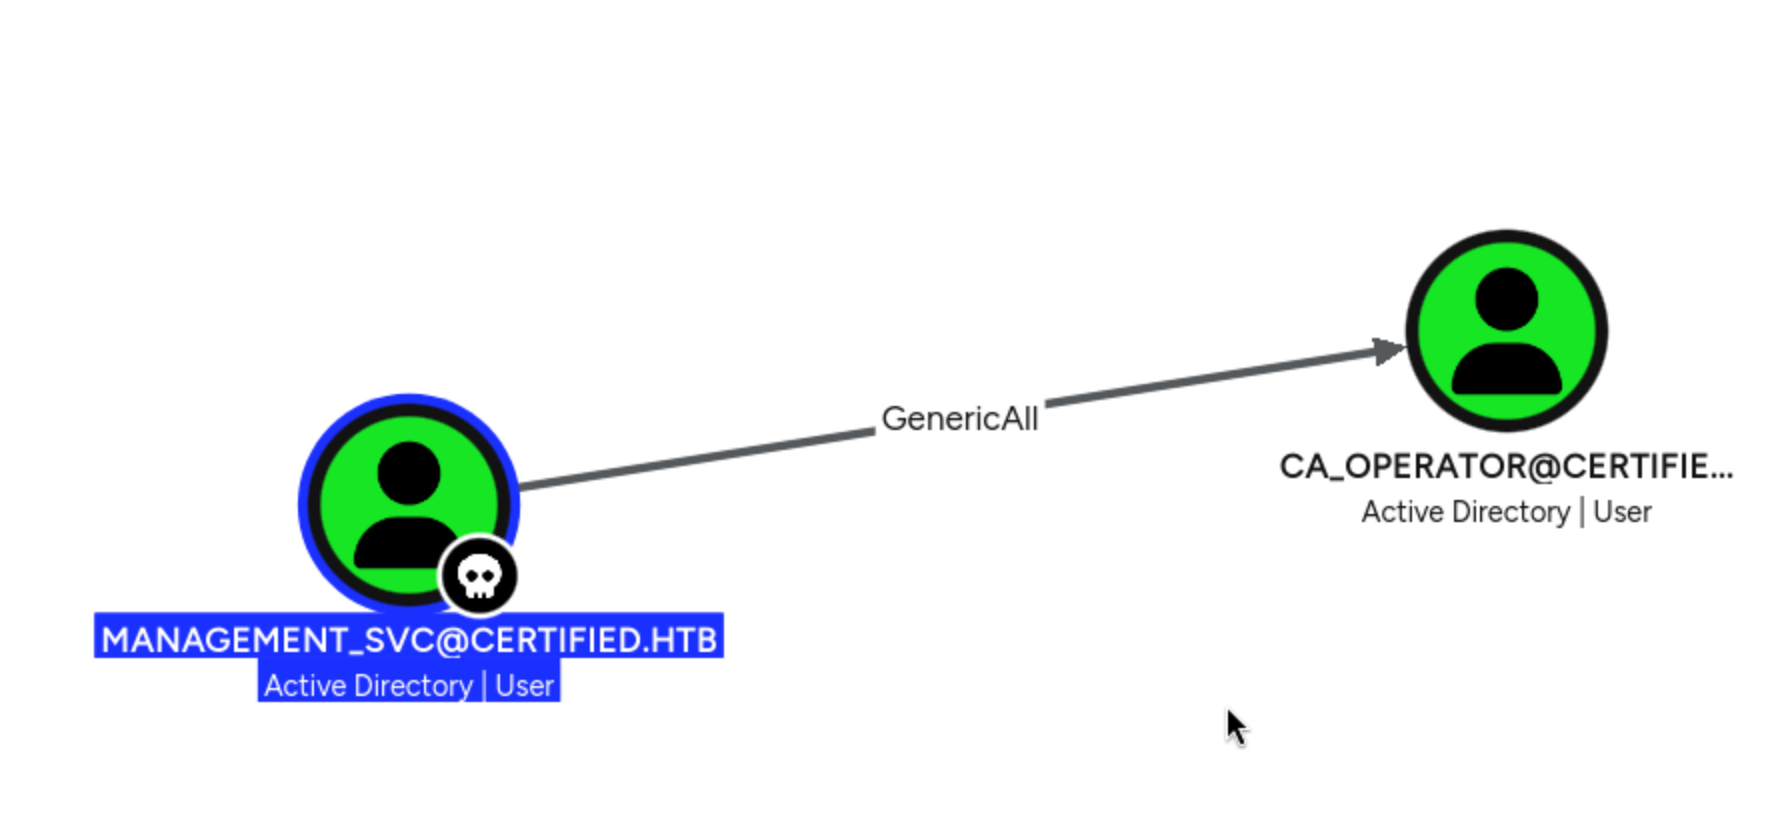 GenericAll
CA_OPERATOR@CERTIFIE...
Active Directory | User
MANAGEMENT_SVC@CERTIFIED.HTB
Active Directory | User